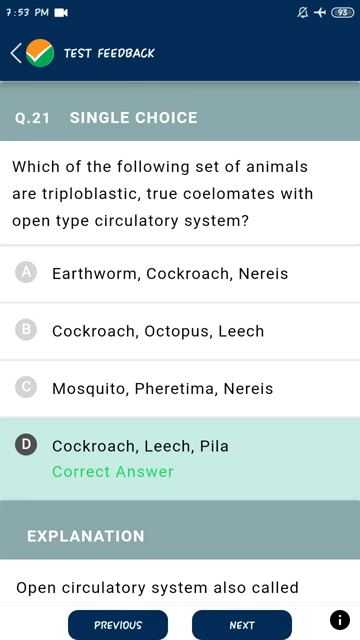 7:53 PM
93
TEST FEEDBACK
Q.21 SINGLE CHOICE
Which of the following set of animals
are triploblastic, true coelomates with
open type circulatory system?
A Earthworm, Cockroach, Nereis
B Cockroach, Octopus, Leech
C Mosquito, Pheretima, Nereis
D Cockroach, Leech, Pila
Correct Answer
EXPLANATION
Open circulatory system also called
PREVIOUS NEXT